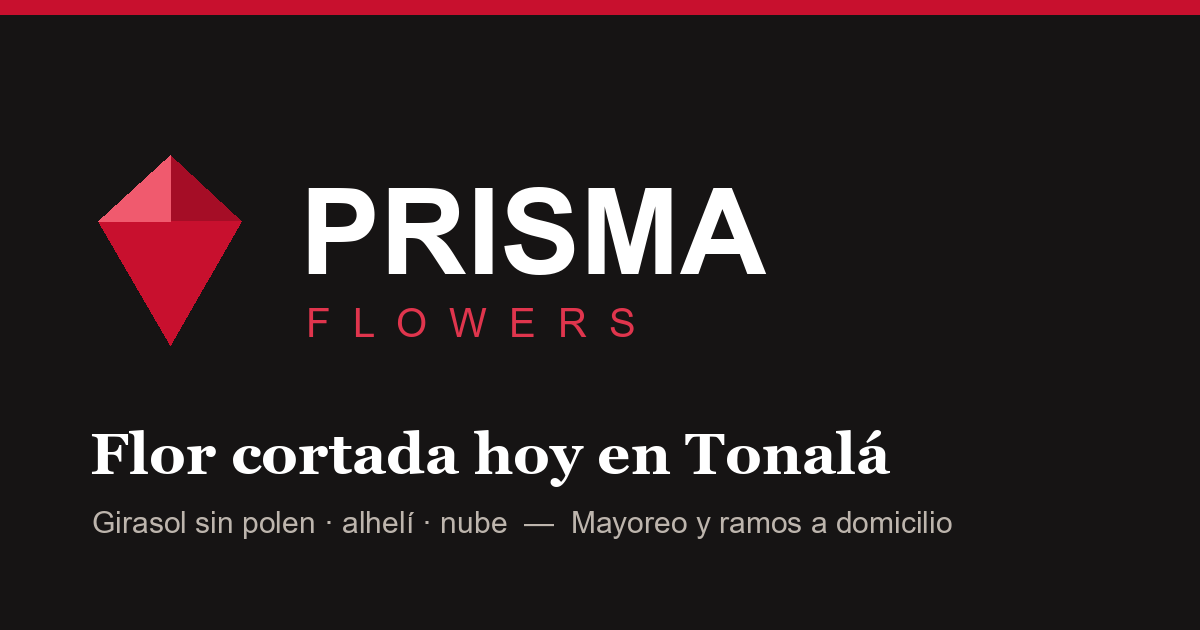 PRISMA
FLOWERS
Flor cortada hoy en Tonalá
Girasol sin polen · alhelí · nube — Mayoreo y ramos a domicilio